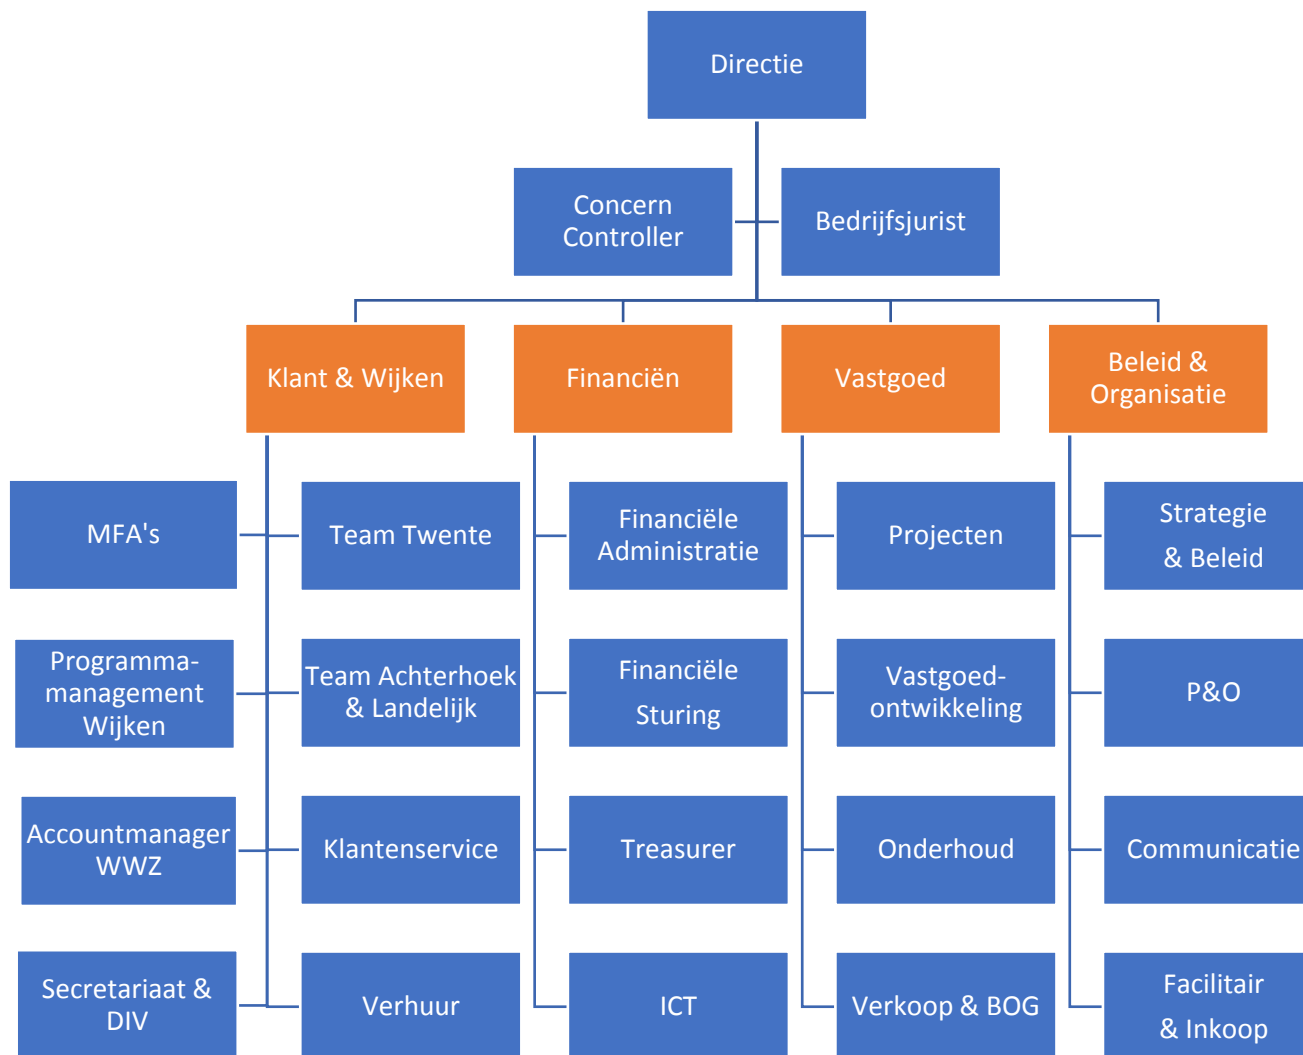 Directie
Concern
Controller
Bedrijfsjurist
Klant & Wijken
Financiën
Vastgoed
Beleid &
Organisatie
MFA's
Team Twente
Financiële
Administratie
Projecten
Strategie
& Beleid
Programma-
management
Wijken
Team Achterhoek
& Landelijk
Financiële
Sturing
Vastgoed-
ontwikkeling
P&O
Accountmanager
WWZ
Klantenservice
Treasurer
Onderhoud
Communicatie
Secretariaat &
DIV
Verhuur
ICT
Verkoop & BOG
Facilitair
& Inkoop